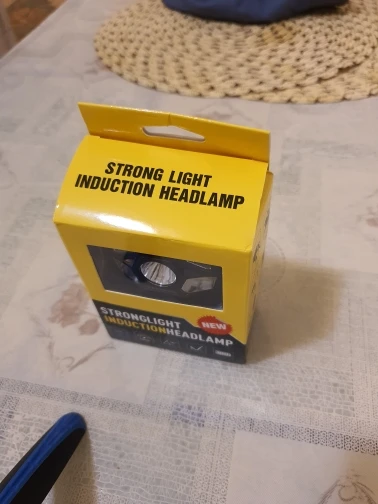 STRONG LIGHT
INDUCTION HEADLAMP
STRONGLIGHT
INDUCTIONHEADLAMP
NEW